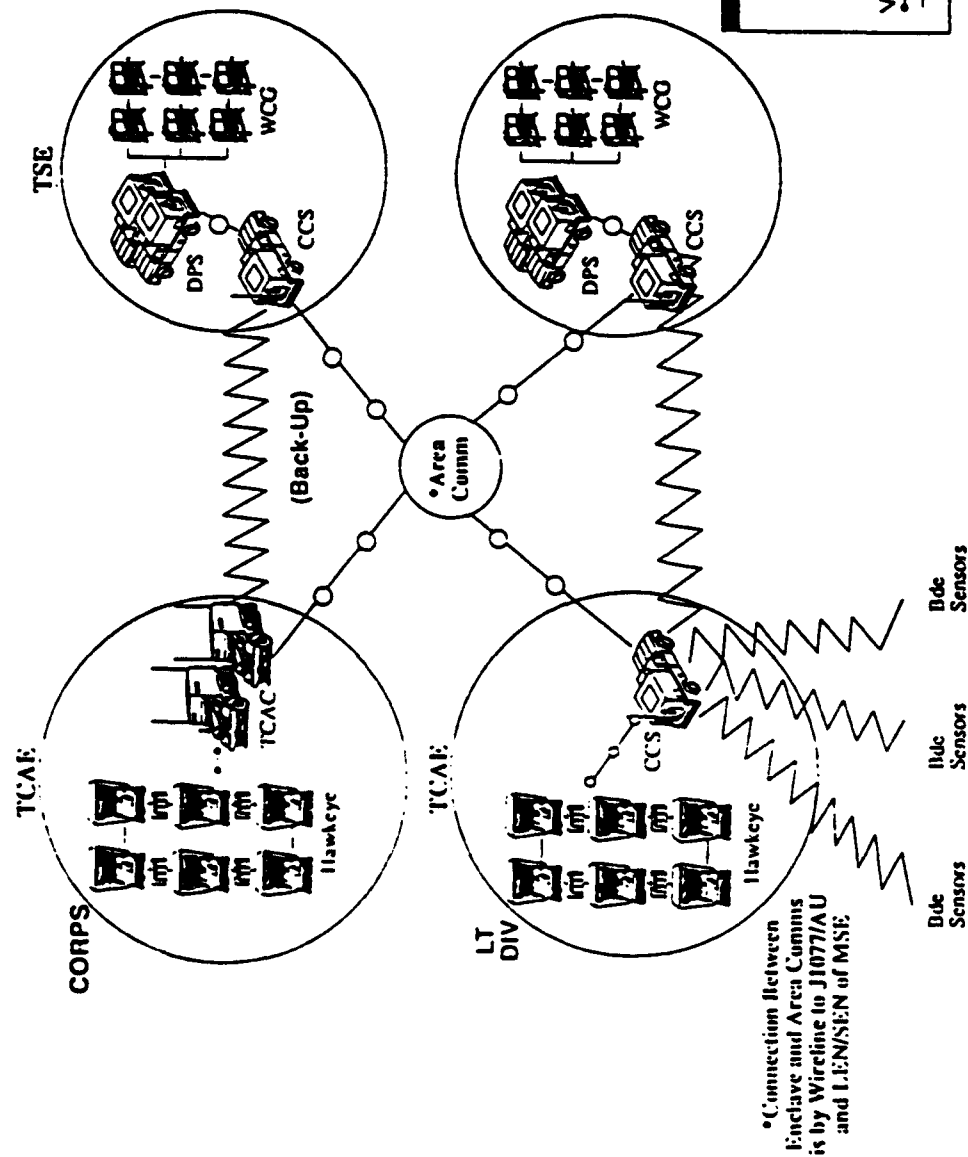 CORPS
TCAE
TCAC
Hawkeye
(Back-Up)
TSE
DPS
WCG
CCS
*Area
Comm
LT
DIV
TCAE
CCS
Hawkeye
DPS
WCG
CCS
*Connection Between
Enclave and Area Comms
is by Wireline to J1077/AU
and LEN/SEN of MSE
Bde
Sensors
Bde
Sensors
Bde
Sensors